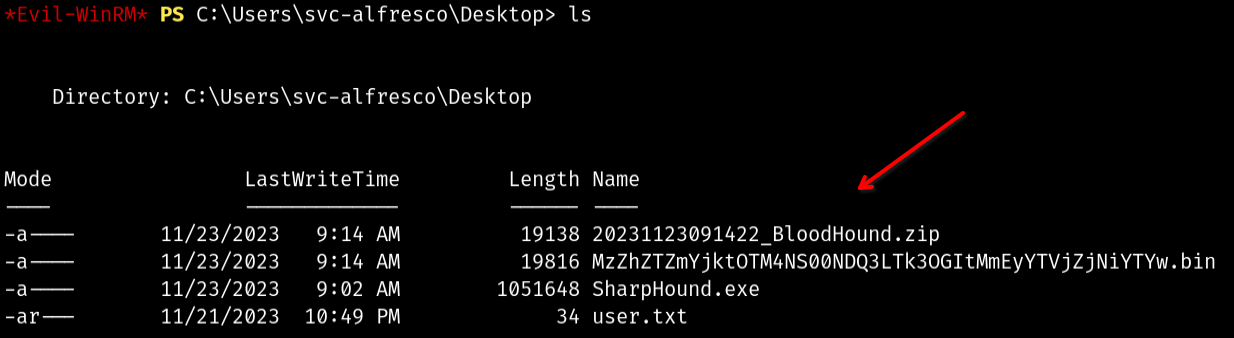 *Evil-WinRM* PS C:\Users\svc-alfresco\Desktop> ls
Directory: C:\Users\svc-alfresco\Desktop
Mode LastWriteTime Length Name
---- ------------- ------ ----
-a---- 11/23/2023 9:14 AM 19138 20231123091422_BloodHound.zip
-a---- 11/23/2023 9:14 AM 19816 MzZhZTZmYjktOTM4NS00NDQ3LTk3OGItMmEyYTVjZjNiYTYw.bin
-a---- 11/23/2023 9:02 AM 1051648 SharpHound.exe
-ar--- 11/21/2023 10:49 PM 34 user.txt